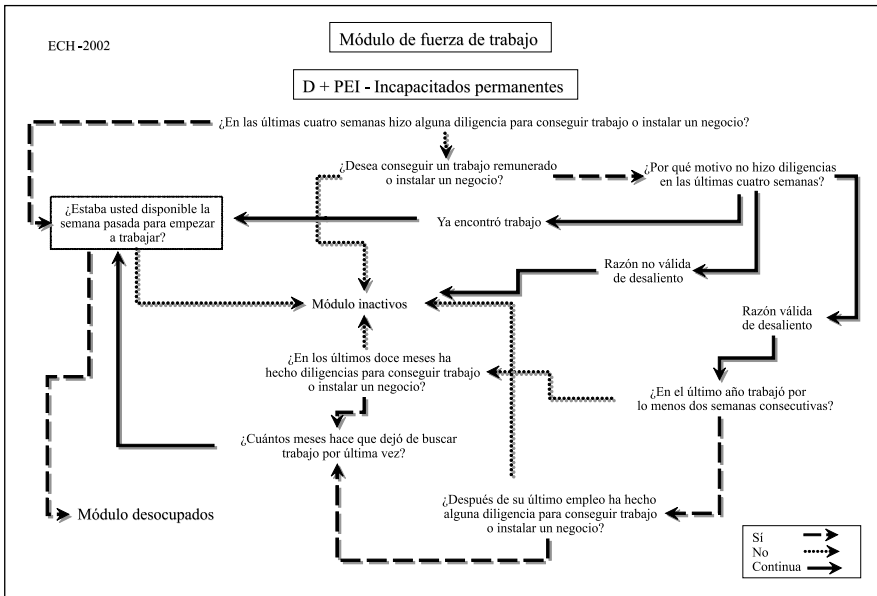 ECH -2002
Módulo de fuerza de trabajo
D + PEI - Incapacitados permanentes
¿En las últimas cuatro semanas hizo alguna diligencia para conseguir trabajo o instalar un negocio?
¿Desea conseguir un trabajo remunerado
o instalar un negocio?
¿Por qué motivo no hizo diligencias
en las últimas cuatro semanas?
¿Estaba usted disponible la
semana pasada para empezar
a trabajar?
Ya encontró trabajo
Razón no válida
de desaliento
Módulo inactivos
Razón válida
de desaliento
¿En los últimos doce meses ha
hecho diligencias para conseguir trabajo
o instalar un negocio?
¿En el último año trabajó por
lo menos dos semanas consecutivas?
¿Cuántos meses hace que dejó de buscar
trabajo por última vez?
¿Después de su último empleo ha hecho
alguna diligencia para conseguir trabajo
o instalar un negocio?
Módulo desocupados
Sí
No
Continua